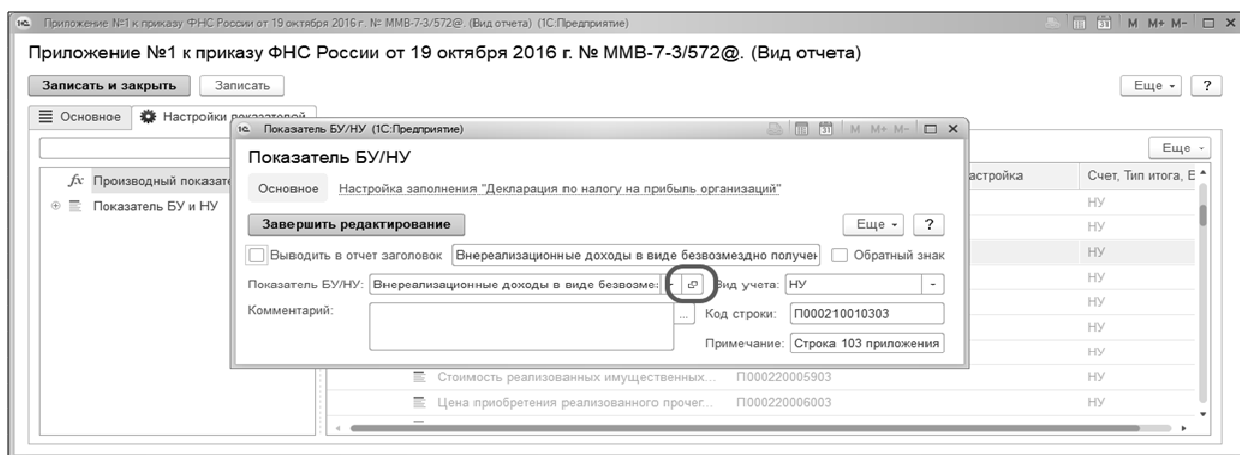 Приложение №1 к приказу ФНС России от 19 октября 2016 г. № ММВ-7-3/572@. (Вид отчета) (1С:Предприятие) M M+ M-
Приложение №1 к приказу ФНС России от 19 октября 2016 г. № ММВ-7-3/572@. (Вид отчета)
Записать и закрыть Записать Еще ?
Основное Настройки показателей
Показатель БУ/НУ (1С:Предприятие) M M+ M-
Еще
Показатель БУ/НУ
fx Производный показат астройка Счет, Тип итога, В
Основное Настройка заполнения "Декларация по налогу на прибыль организаций"
Показатель БУ и НУ НУ
Завершить редактирование Еще ?
НУ
НУ
Выводить в отчет заголовок Внереализационные доходы в виде безвозмездно получен Обратный знак
НУ
Показатель БУ/НУ: Внереализационные доходы в виде безвозме: Вид учета: НУ
НУ
Комментарий: ... Код строки: П000210010303
НУ
Примечание: Строка 103 приложения
НУ
Стоимость реализованных имущественных... П000220005903 НУ
Цена приобретения реализованного прочег... П000220006003 НУ